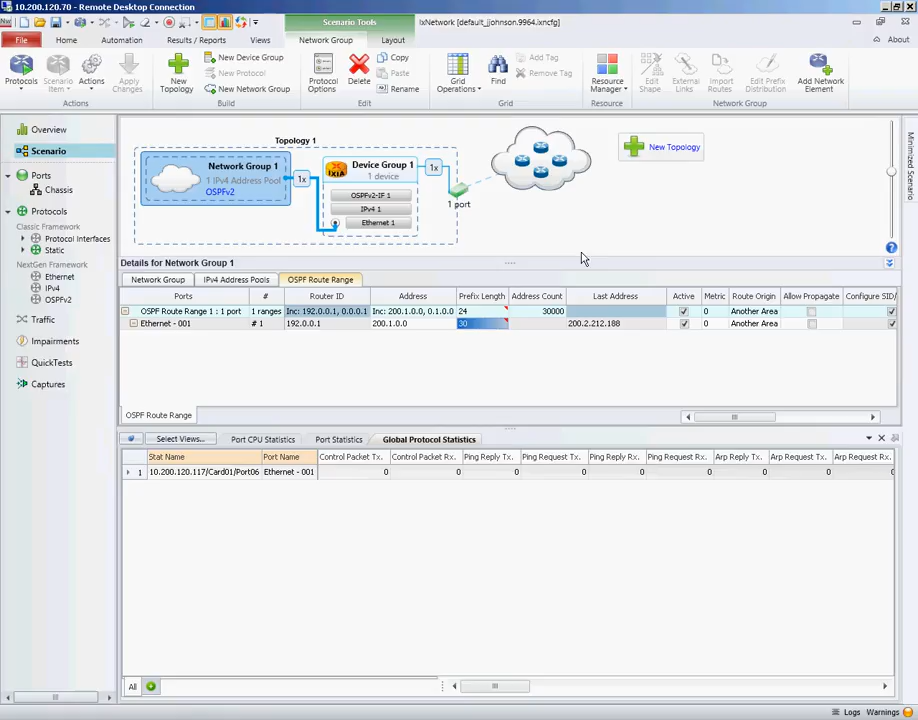 10.200.120.70 - Remote Desktop Connection
Scenario Tools
IxNetwork [default_jjohnson.9964.ixncfg]
File
Home
Automation
Results / Reports
Views
Network Group
Layout
About
Protocols
Scenario Item
Actions
Apply Changes
Actions
New Topology
New Device Group
New Protocol
New Network Group
Build
Protocol Options
Delete
Copy
Paste
Rename
Edit
Grid Operations
Find
Add Tag
Remove Tag
Grid
Resource Manager
Resource
Edit Shape
External Links
Import Routes
Edit Prefix Distribution
Add Network Element
Network Group
Overview
Scenario
Ports
Chassis
Protocols
Classic Framework
Protocol Interfaces
Static
NextGen Framework
Ethernet
IPv4
OSPFv2
Traffic
Impairments
QuickTests
Captures
Topology 1
Network Group 1
1 IPv4 Address Pool
OSPFv2
1x
Device Group 1
1 device
IXIA
OSPFv2-IF 1
IPv4 1
Ethernet 1
1x
1 port
New Topology
Minimized Scenario
Details for Network Group 1
Network Group
IPv4 Address Pools
OSPF Route Range
Ports # Router ID Address Prefix Length Address Count Last Address Active Metric Route Origin Allow Propagate Configure SID/
OSPF Route Range 1 : 1 port 1 ranges Inc: 192.0.0.1, 0.0.0.1 Inc: 200.1.0.0, 0.1.0.0 24 30000 0 Another Area
Ethernet - 001 # 1 192.0.0.1 200.1.0.0 30 200.2.212.188 0 Another Area
OSPF Route Range
Select Views...
Port CPU Statistics
Port Statistics
Global Protocol Statistics
Stat Name Port Name Control Packet Tx. Control Packet Rx. Ping Reply Tx. Ping Request Tx. Ping Reply Rx. Ping Request Rx. Arp Reply Tx. Arp Request Tx. Arp Request Rx.
1 10.200.120.117/Card01/Port06 Ethernet - 001 0 0 0 0 0 0 0 0 0
All
Logs
Warnings